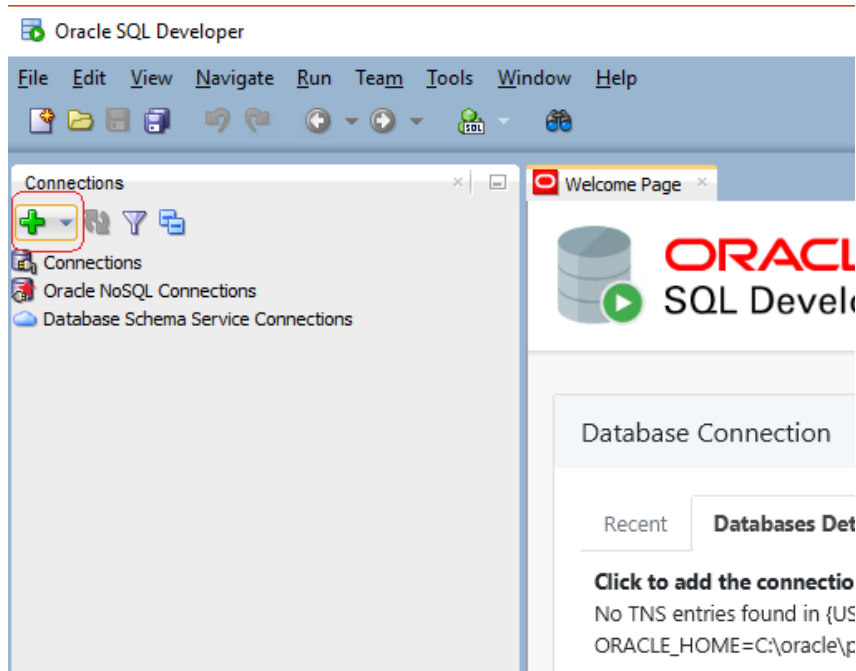 Oracle SQL Developer
File Edit View Navigate Run Team Tools Window Help
SQL
Connections
Welcome Page
Connections
Oracle NoSQL Connections
Database Schema Service Connections
ORACL
SQL Develo
Database Connection
Recent Databases Det
Click to add the connectio
No TNS entries found in {US
ORACLE_HOME=C:\oracle\p